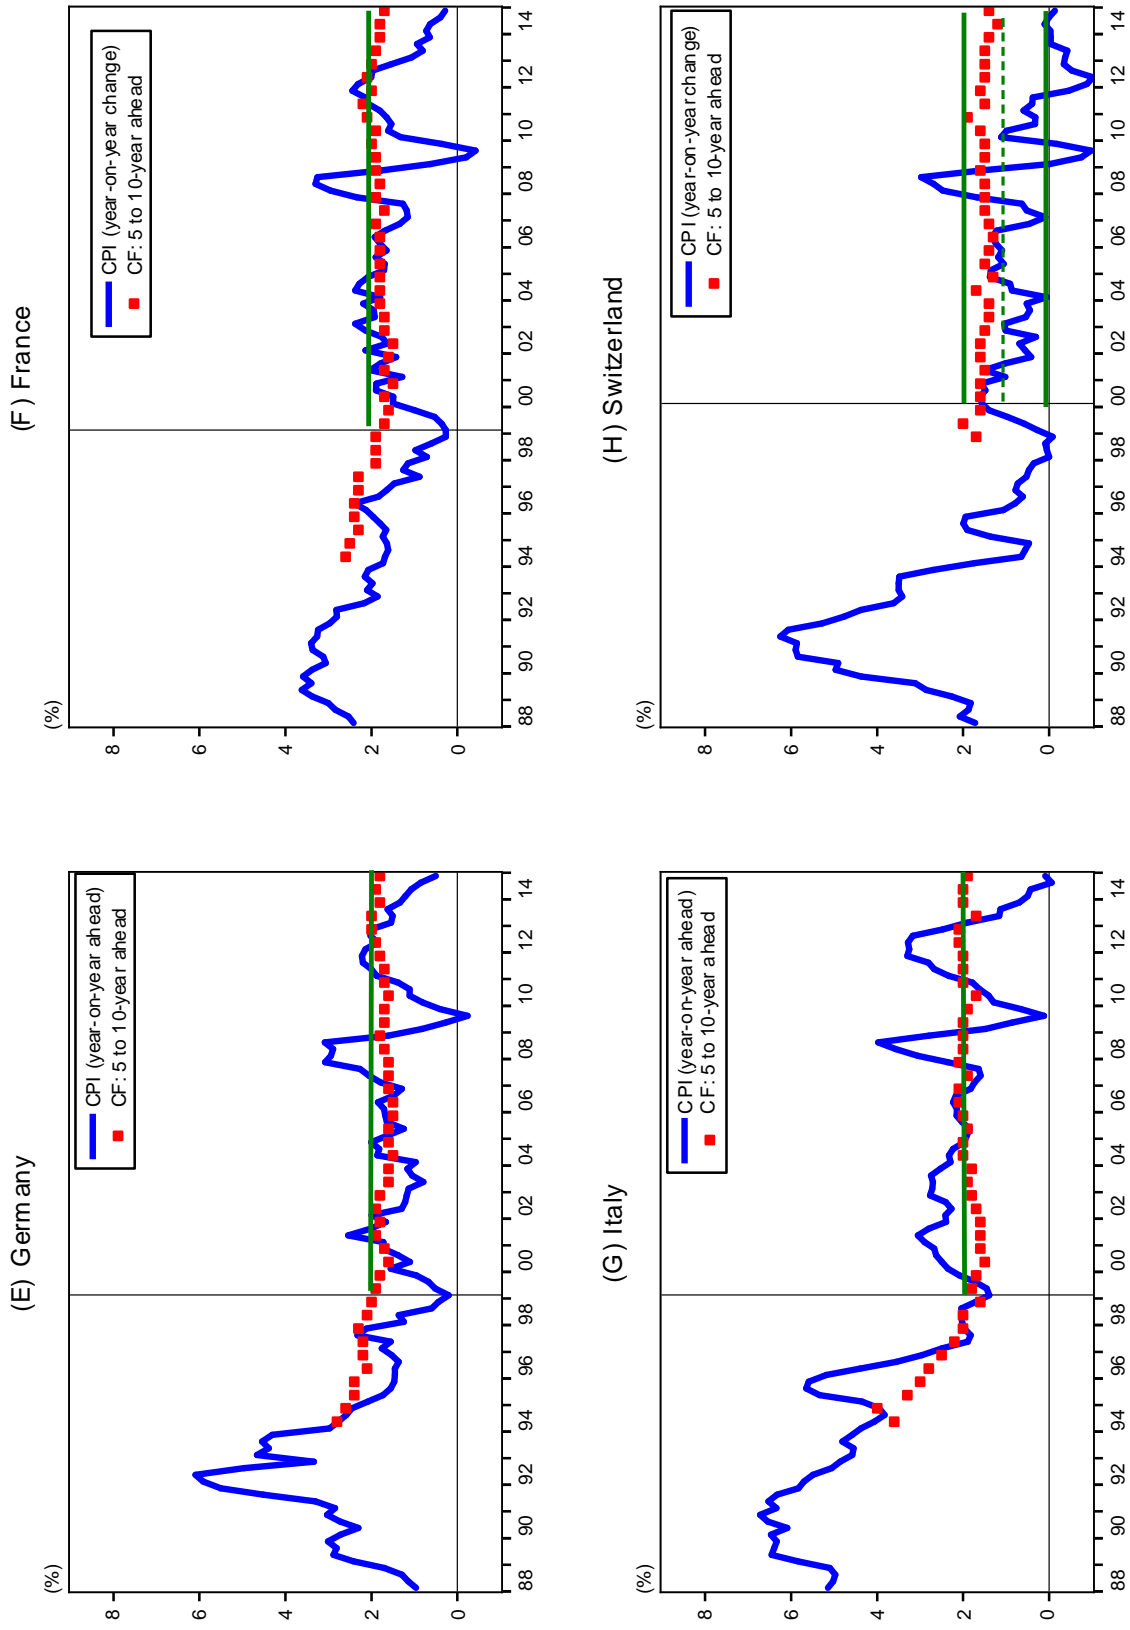 (E) Germany
(%)
8
6
4
2
0
CPI (year-on-year ahead)
CF: 5 to 10-year ahead
88 90 92 94 96 98 00 02 04 06 08 10 12 14
(F) France
(%)
8
6
4
2
0
CPI (year-on-year change)
CF: 5 to 10-year ahead
88 90 92 94 96 98 00 02 04 06 08 10 12 14
(G) Italy
(%)
8
6
4
2
0
CPI (year-on-year ahead)
CF: 5 to 10-year ahead
88 90 92 94 96 98 00 02 04 06 08 10 12 14
(H) Switzerland
(%)
8
6
4
2
0
CPI (year-on-year change)
CF: 5 to 10-year ahead
88 90 92 94 96 98 00 02 04 06 08 10 12 14